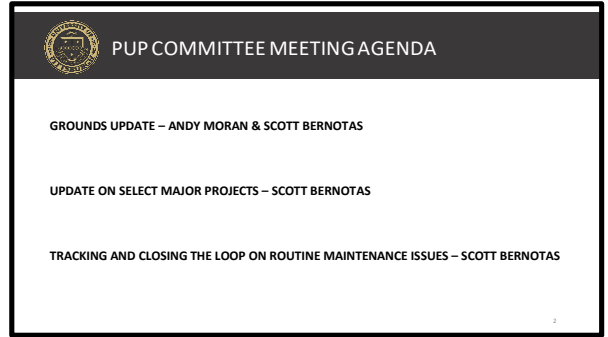 PUP COMMITTEE MEETING AGENDA
GROUNDS UPDATE – ANDY MORAN & SCOTT BERNOTAS
UPDATE ON SELECT MAJOR PROJECTS – SCOTT BERNOTAS
TRACKING AND CLOSING THE LOOP ON ROUTINE MAINTENANCE ISSUES – SCOTT BERNOTAS
2